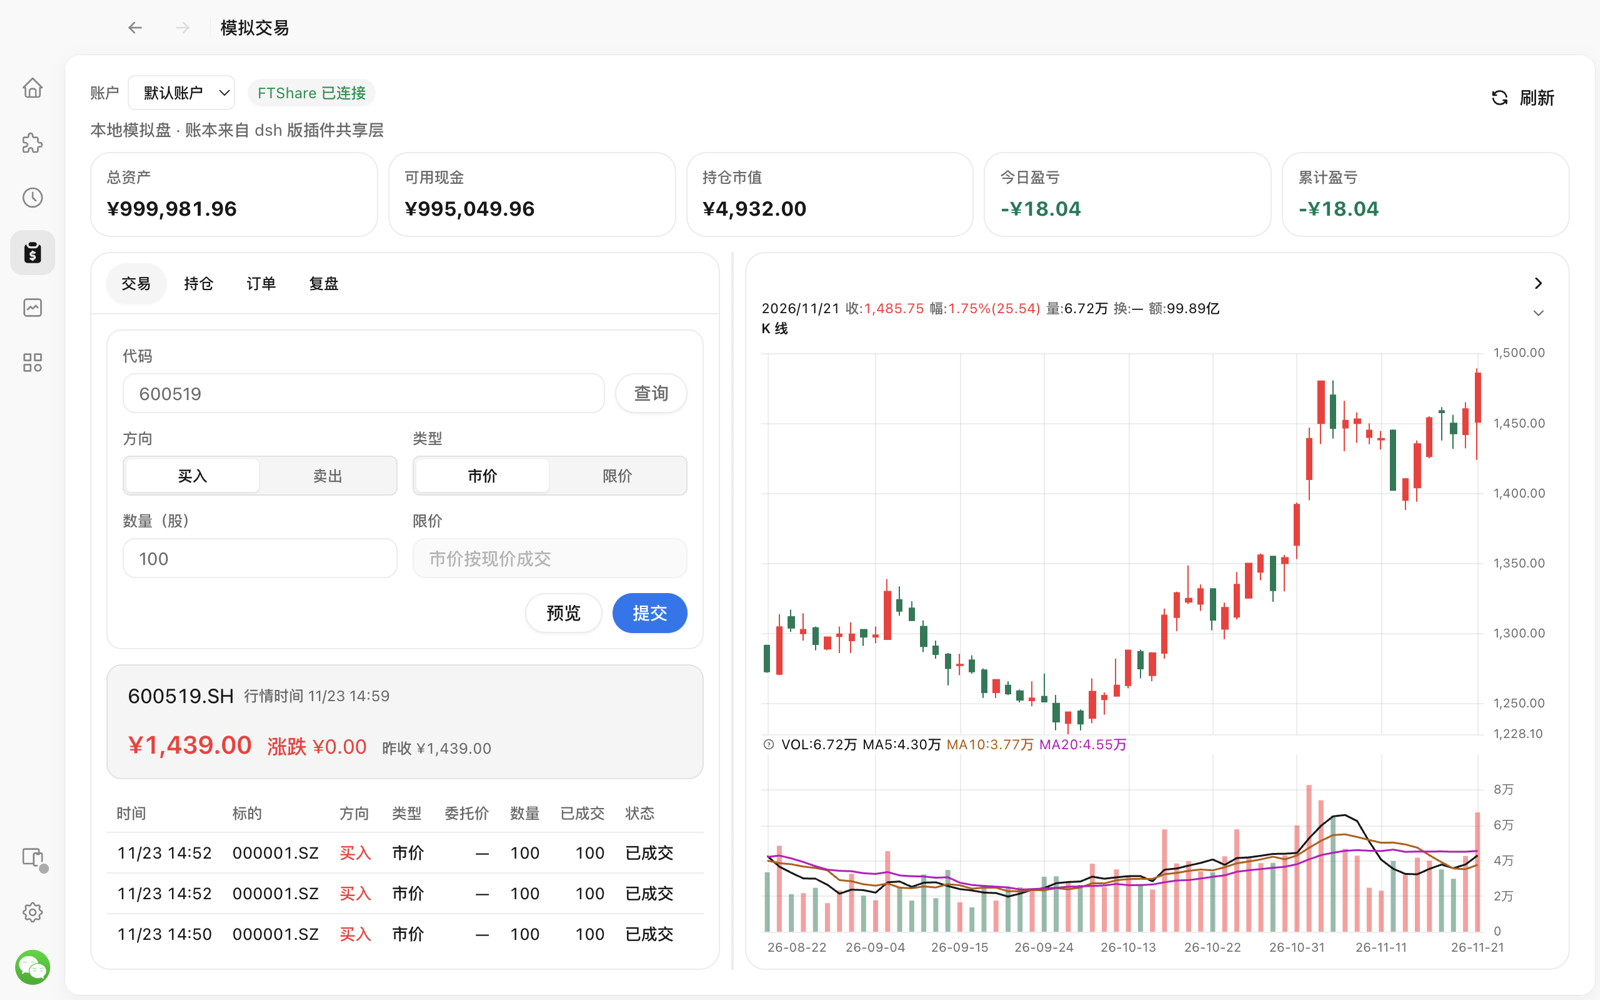 模拟交易
账户 默认账户 FTShare 已连接
刷新
本地模拟盘 · 账本来自 dsh 版插件共享层
总资产
¥999,981.96
可用现金
¥995,049.96
持仓市值
¥4,932.00
今日盈亏
-¥18.04
累计盈亏
-¥18.04
交易 持仓 订单 复盘
代码
600519 查询
方向 类型
买入 卖出 市价 限价
数量（股） 限价
100 市价按现价成交
预览 提交
600519.SH 行情时间 11/23 14:59
¥1,439.00 涨跌 ¥0.00 昨收 ¥1,439.00
时间 标的 方向 类型 委托价 数量 已成交 状态
11/23 14:52 000001.SZ 买入 市价 — 100 100 已成交
11/23 14:52 000001.SZ 买入 市价 — 100 100 已成交
11/23 14:50 000001.SZ 买入 市价 — 100 100 已成交
2026/11/21 收:1,485.75 幅:1.75%(25.54) 量:6.72万 换:— 额:99.89亿
K 线
1,500.00
1,450.00
1,400.00
1,350.00
1,300.00
1,250.00
1,228.10
VOL:6.72万 MA5:4.30万 MA10:3.77万 MA20:4.55万
8万
6万
4万
2万
0
26-08-22 26-09-04 26-09-15 26-09-24 26-10-13 26-10-22 26-10-31 26-11-11 26-11-21